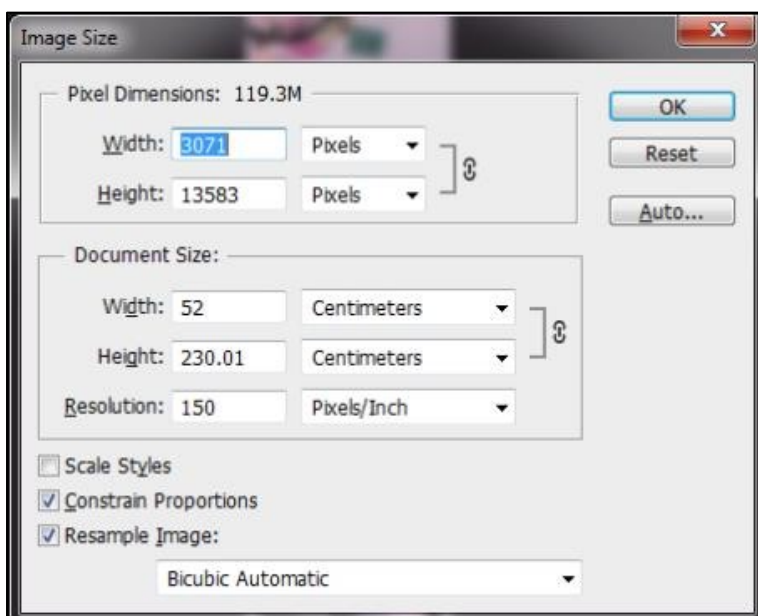 Image Size
X
Pixel Dimensions: 119.3M
OK
Width: 3071 Pixels
Reset
Height: 13583 Pixels
Auto...
Document Size:
Width: 52 Centimeters
Height: 230.01 Centimeters
Resolution: 150 Pixels/Inch
Scale Styles
Constrain Proportions
Resample Image:
Bicubic Automatic